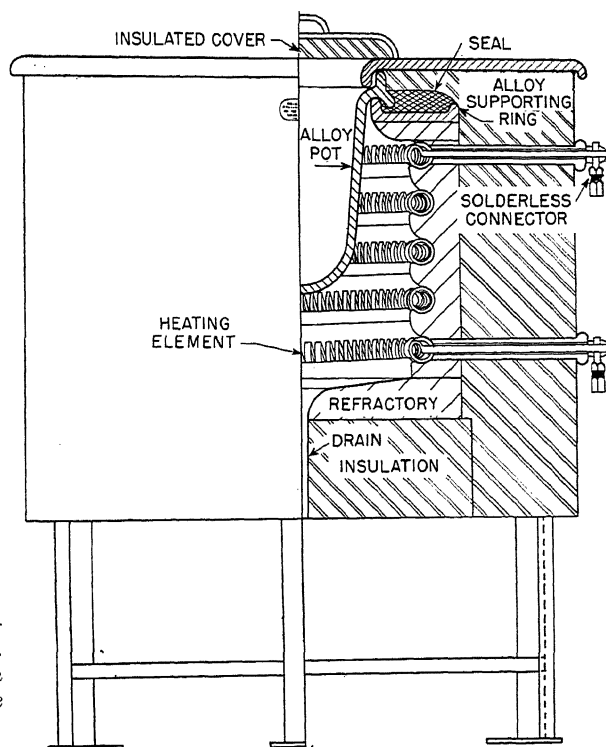 INSULATED COVER
SEAL
ALLOY
SUPPORTING
RING
ALLOY
POT
SOLDERLESS
CONNECTOR
HEATING
ELEMENT
REFRACTORY
DRAIN
INSULATION